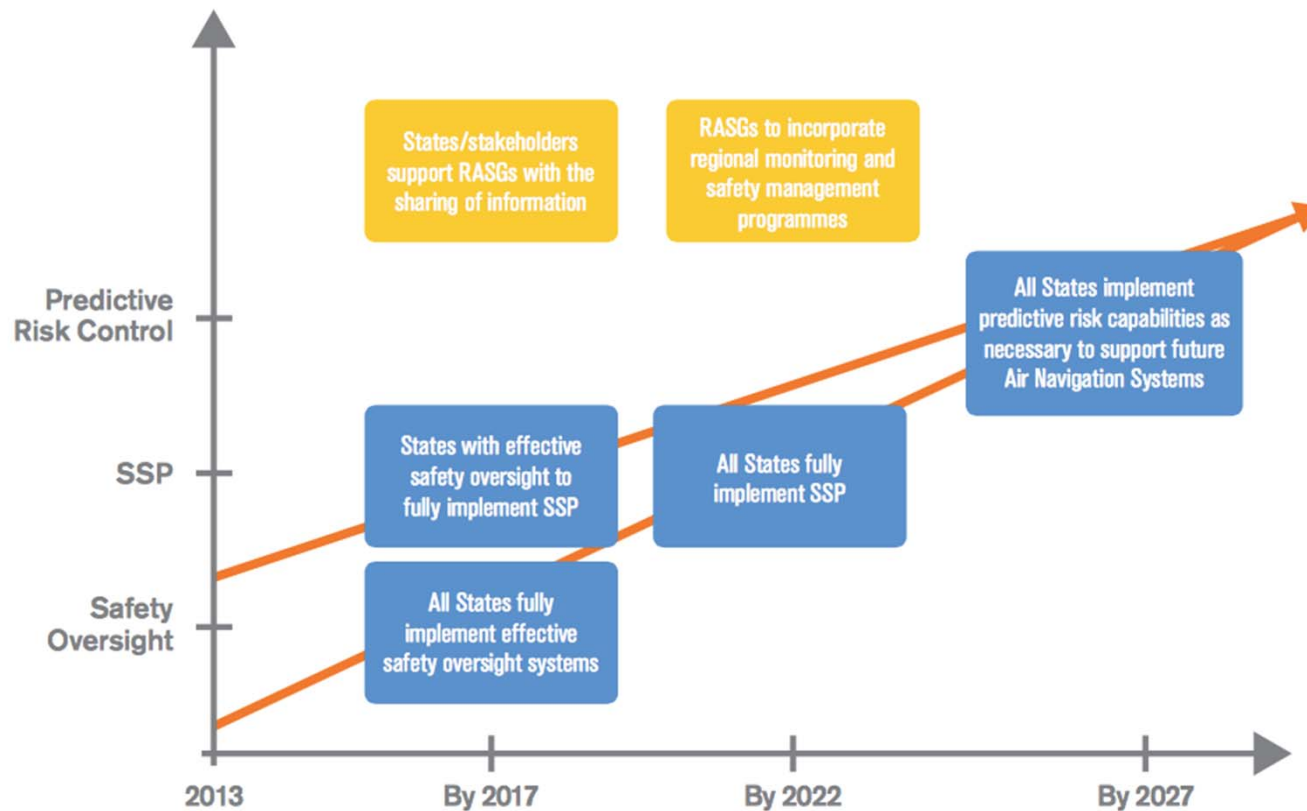 States/stakeholders
support RASGs with the
sharing of information
RASGs to incorporate
regional monitoring and
safety management
programmes
Predictive
Risk Control
All States implement
predictive risk capabilities as
necessary to support future
Air Navigation Systems
SSP
States with effective
safety oversight to
fully implement SSP
All States fully
implement SSP
Safety
Oversight
All States fully
implement effective
safety oversight systems
2013
By 2017
By 2022
By 2027